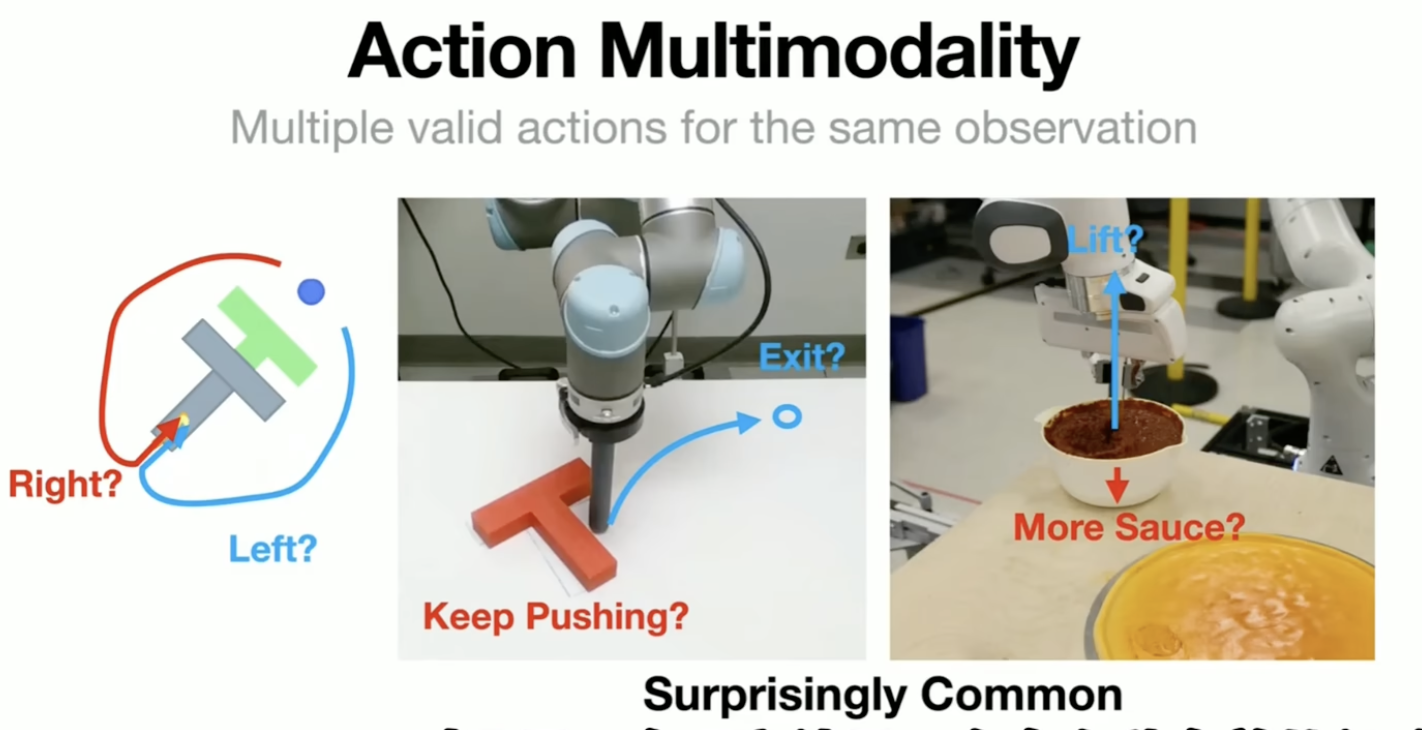 Action Multimodality
Multiple valid actions for the same observation
Right?
Left?
Exit?
Keep Pushing?
Lift?
More Sauce?
Surprisingly Common